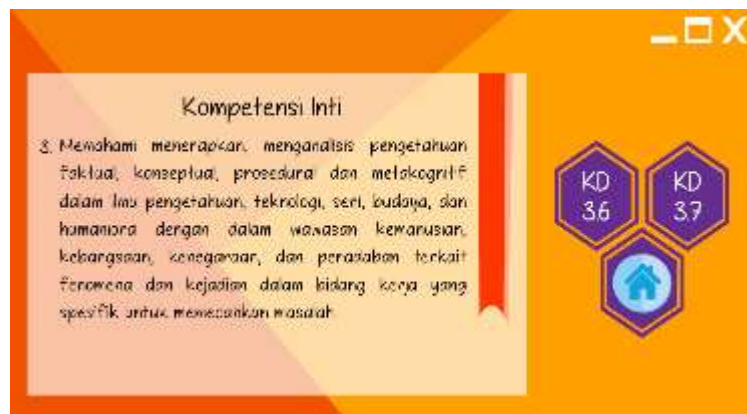 Kompetensi Inti
3. Memahami menerapkan, menganalisis pengetahuan
faktual, konseptual, prosedural dan metakognitif
dalam ilmu pengetahuan, teknologi, seni, budaya, dan
humaniora dengan dalam wawasan kemanusian,
kebangsaan, kenegaraan, dan peradaban terkait
fenomena dan kejadian dalam bidang kerja yang
spesifik untuk memecahkan masalah
KD
3.6
KD
3.7